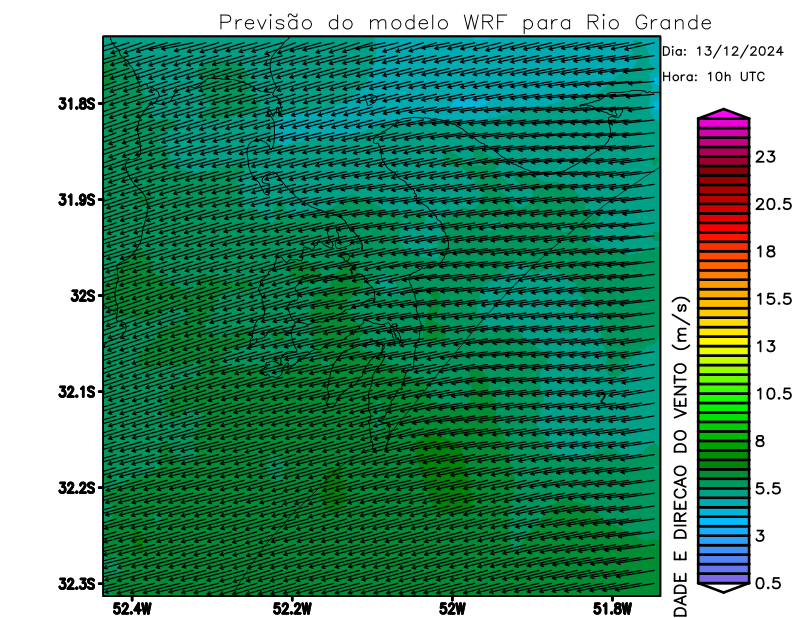 Previsão do modelo WRF para Rio Grande
Dia: 13/12/2024
Hora: 10h UTC
31.8S
31.9S
32S
32.1S
32.2S
32.3S
52.4W
52.2W
52W
51.8W
2
23
20.5
18
15.5
13
10.5
8
5.5
3
0.5
DADE E DIRECAO DO VENTO (m/s)